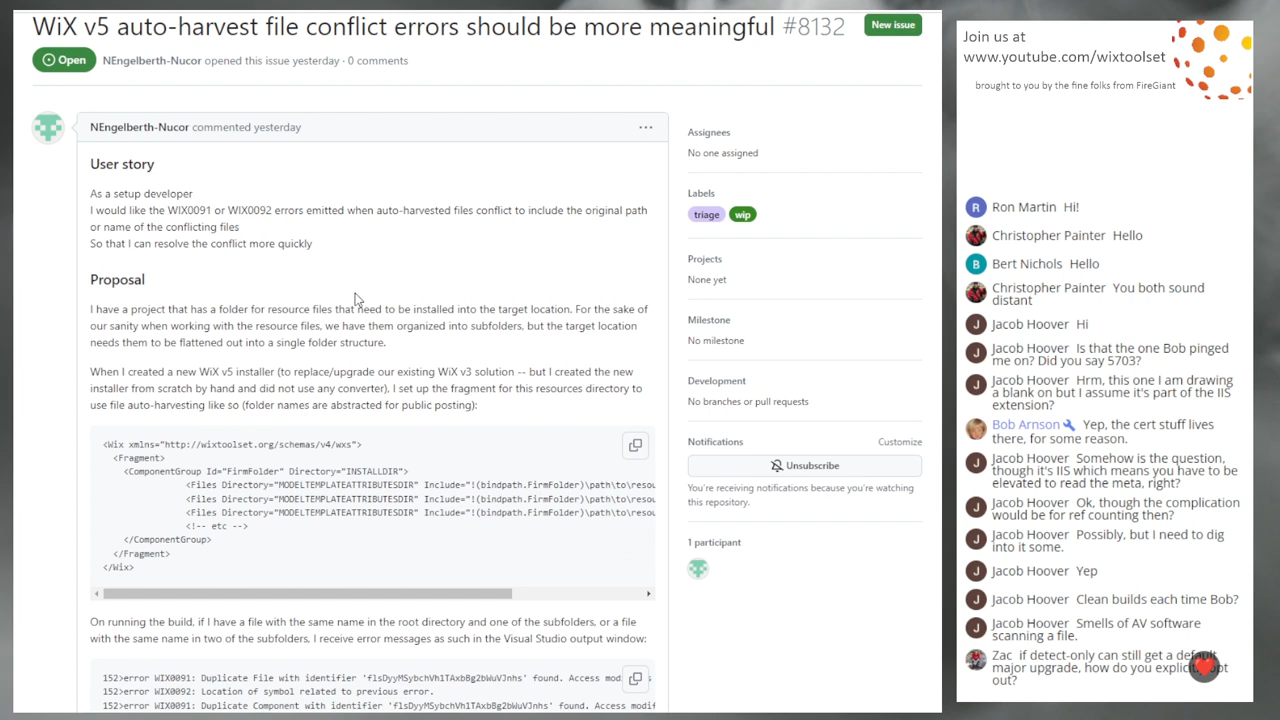 WiX v5 auto-harvest file conflict errors should be more meaningful #8132
New issue
Open
NEngelberth-Nucor opened this issue yesterday · 0 comments
NEngelberth-Nucor commented yesterday
User story
As a setup developer
I would like the WIX0091 or WIX0092 errors emitted when auto-harvested files conflict to include the original path
or name of the conflicting files
So that I can resolve the conflict more quickly
Proposal
I have a project that has a folder for resource files that need to be installed into the target location. For the sake of
our sanity when working with the resource files, we have them organized into subfolders, but the target location
needs them to be flattened out into a single folder structure.
When I created a new WiX v5 installer (to replace/upgrade our existing WiX v3 solution -- but I created the new
installer from scratch by hand and did not use any converter), I set up the fragment for this resources directory to
use file auto-harvesting like so (folder names are abstracted for public posting):
<Wix xmlns="http://wixtoolset.org/schemas/v4/wxs">
<Fragment>
<ComponentGroup Id="FirmFolder" Directory="INSTALLDIR">
<Files Directory="MODELTEMPLATEATTRIBUTESDIR" Include="!(bindpath.FirmFolder)\path\to\resou
<Files Directory="MODELTEMPLATEATTRIBUTESDIR" Include="!(bindpath.FirmFolder)\path\to\resou
<Files Directory="MODELTEMPLATEATTRIBUTESDIR" Include="!(bindpath.FirmFolder)\path\to\resou
<!-- etc -->
</ComponentGroup>
</Fragment>
</Wix>
On running the build, if I have a file with the same name in the root directory and one of the subfolders, or a file
with the same name in two of the subfolders, I receive error messages as such in the Visual Studio output window:
152>error WIX0091: Duplicate File with identifier 'flsDyyMSybchVh1TAxbBg2bWuVJnhs' found. Access modi
152>error WIX0092: Location of symbol related to previous error.
152>error WIX0091: Duplicate Component with identifier 'flsDyyMSybchVh1TAxbBg2bWuVJnhs' found. Access modif
Assignees
No one assigned
Labels
triage wip
Projects
None yet
Milestone
No milestone
Development
No branches or pull requests
Notifications
Customize
Unsubscribe
You're receiving notifications because you're watching
this repository.
1 participant
Join us at
www.youtube.com/wixtoolset
brought to you by the fine folks from FireGiant
Ron Martin Hi!
Christopher Painter Hello
Bert Nichols Hello
Christopher Painter You both sound
distant
Jacob Hoover Hi
Jacob Hoover Is that the one Bob pinged
me on? Did you say 5703?
Jacob Hoover Hrm, this one I am drawing
a blank on but I assume it's part of the IIS
extension?
Bob Arnson Yep, the cert stuff lives
there, for some reason.
Jacob Hoover Somehow is the question,
though it's IIS which means you have to be
elevated to read the meta, right?
Jacob Hoover Ok, though the complication
would be for ref counting then?
Jacob Hoover Possibly, but I need to dig
into it some.
Jacob Hoover Yep
Jacob Hoover Clean builds each time Bob?
Jacob Hoover Smells of AV software
scanning a file.
Zac if detect-only can still get a default
major upgrade, how do you explicitly opt
out?